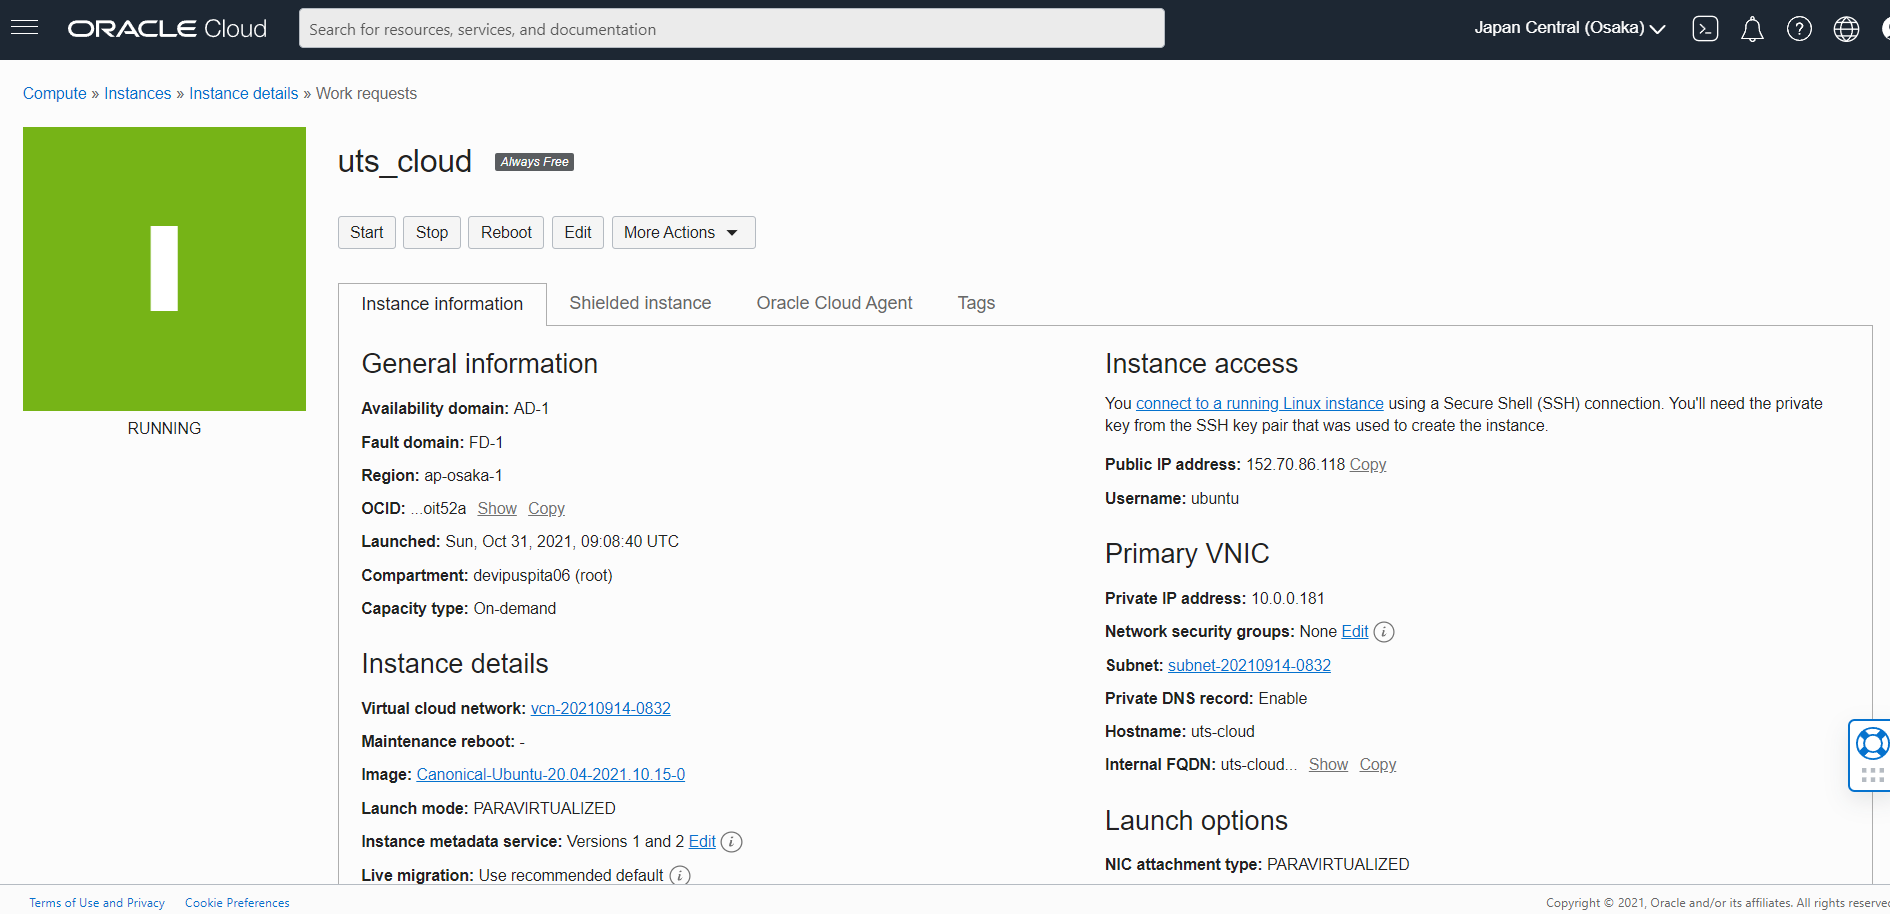 ORACLE Cloud
Search for resources, services, and documentation
Japan Central (Osaka)
Compute » Instances » Instance details » Work requests
RUNNING
uts_cloud Always Free
Start Stop Reboot Edit More Actions
Instance information Shielded instance Oracle Cloud Agent Tags
General information
Availability domain: AD-1
Fault domain: FD-1
Region: ap-osaka-1
OCID: ...oit52a Show Copy
Launched: Sun, Oct 31, 2021, 09:08:40 UTC
Compartment: devipuspita06 (root)
Capacity type: On-demand
Instance details
Virtual cloud network: vcn-20210914-0832
Maintenance reboot: -
Image: Canonical-Ubuntu-20.04-2021.10.15-0
Launch mode: PARAVIRTUALIZED
Instance metadata service: Versions 1 and 2 Edit
Live migration: Use recommended default
Instance access
You connect to a running Linux instance using a Secure Shell (SSH) connection. You'll need the private
key from the SSH key pair that was used to create the instance.
Public IP address: 152.70.86.118 Copy
Username: ubuntu
Primary VNIC
Private IP address: 10.0.0.181
Network security groups: None Edit
Subnet: subnet-20210914-0832
Private DNS record: Enable
Hostname: uts-cloud
Internal FQDN: uts-cloud... Show Copy
Launch options
NIC attachment type: PARAVIRTUALIZED
Terms of Use and Privacy Cookie Preferences
Copyright © 2021, Oracle and/or its affiliates. All rights reserved